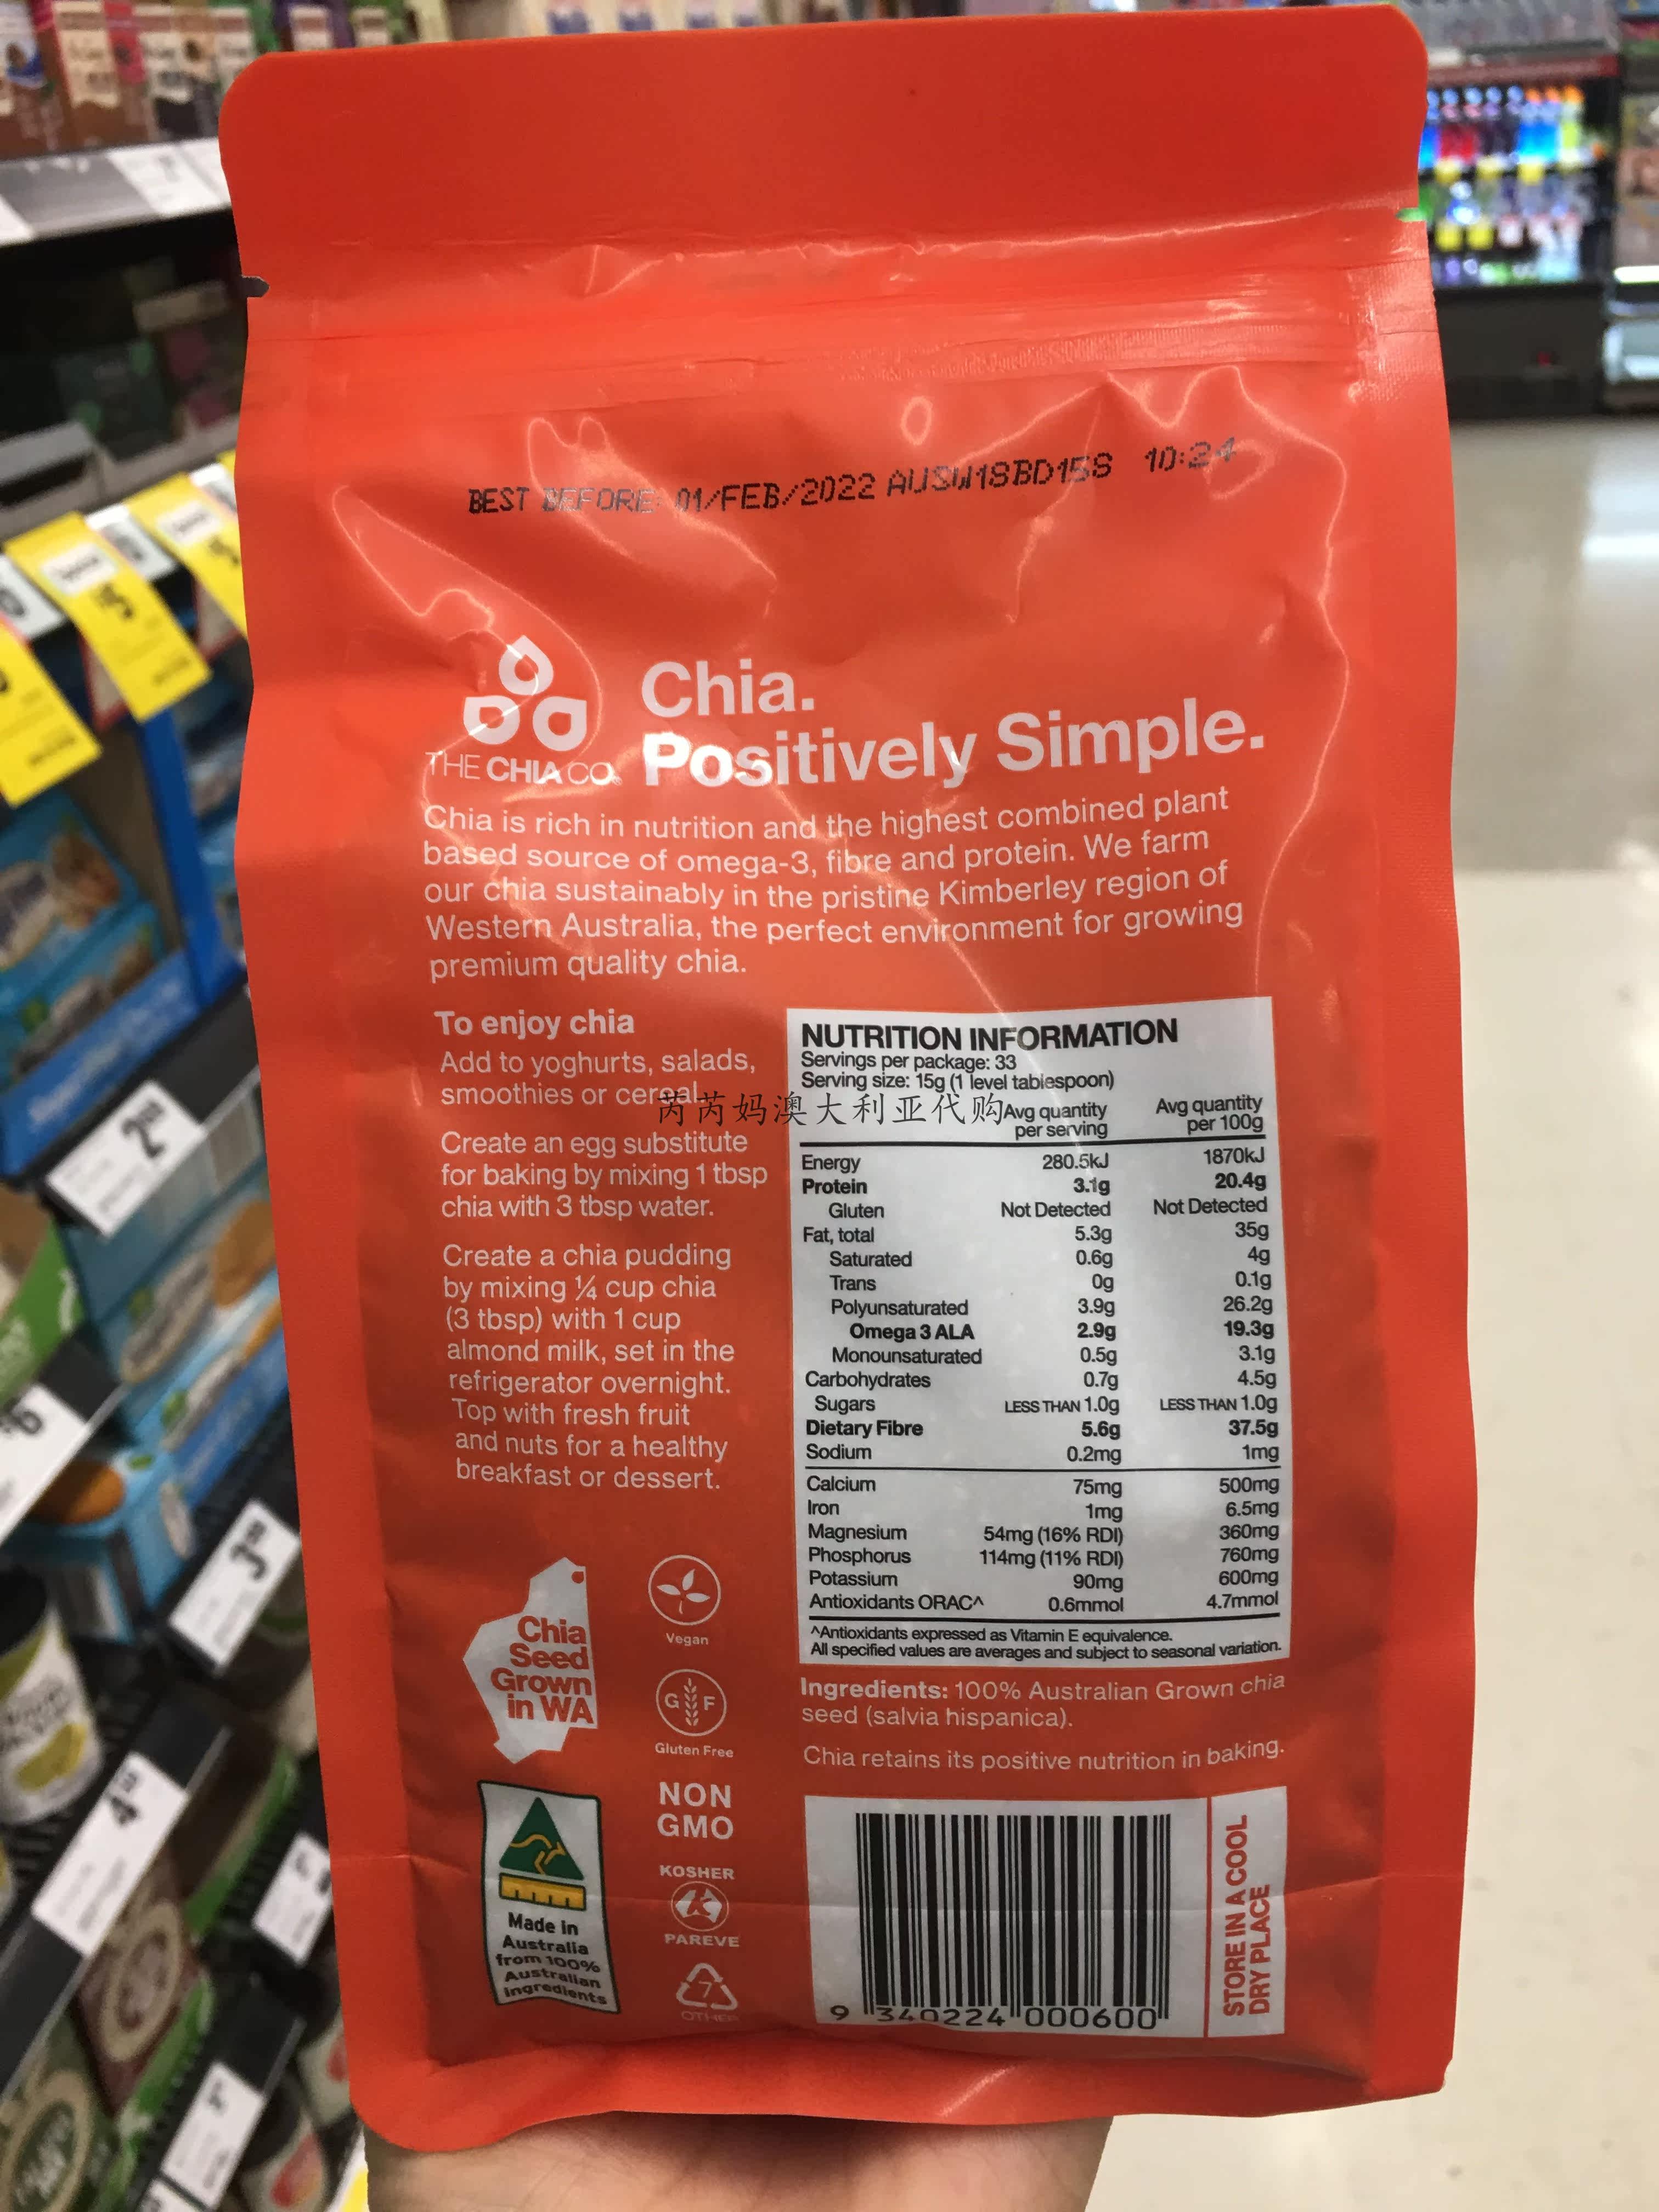 BEST BEFORE: 01/FEB/2022 AUSW18BD158 10:24
THE CHIA CO.
Chia.
Positively Simple.
Chia is rich in nutrition and the highest combined plant
based source of omega-3, fibre and protein. We farm
our chia sustainably in the pristine Kimberley region of
Western Australia, the perfect environment for growing
premium quality chia.
To enjoy chia
Add to yoghurts, salads,
smoothies or cereal.
Create an egg substitute
for baking by mixing 1 tbsp
chia with 3 tbsp water.
Create a chia pudding
by mixing ¼ cup chia
(3 tbsp) with 1 cup
almond milk, set in the
refrigerator overnight.
Top with fresh fruit
and nuts for a healthy
breakfast or dessert.
芮芮妈澳大利亚代购
NUTRITION INFORMATION
Servings per package: 33
Serving size: 15g (1 level tablespoon)
Avg quantity per serving Avg quantity per 100g
Energy 280.5kJ 1870kJ
Protein 3.1g 20.4g
Gluten Not Detected Not Detected
Fat, total 5.3g 35g
Saturated 0.6g 4g
Trans 0g 0.1g
Polyunsaturated 3.9g 26.2g
Omega 3 ALA 2.9g 19.3g
Monounsaturated 0.5g 3.1g
Carbohydrates 0.7g 4.5g
Sugars LESS THAN 1.0g LESS THAN 1.0g
Dietary Fibre 5.6g 37.5g
Sodium 0.2mg 1mg
Calcium 75mg 500mg
Iron 1mg 6.5mg
Magnesium 54mg (16% RDI) 360mg
Phosphorus 114mg (11% RDI) 760mg
Potassium 90mg 600mg
Antioxidants ORAC^ 0.6mmol 4.7mmol
^Antioxidants expressed as Vitamin E equivalence.
All specified values are averages and subject to seasonal variation.
Ingredients: 100% Australian Grown chia
seed (salvia hispanica).
Chia retains its positive nutrition in baking.
Chia
Seed
Grown
in WA
Vegan
G F
Gluten Free
NON
GMO
KOSHER
K
PAREVE
7
OTHER
Made in
Australia
from 100%
Australian
Ingredients
9 340224 000600
STORE IN A COOL
DRY PLACE